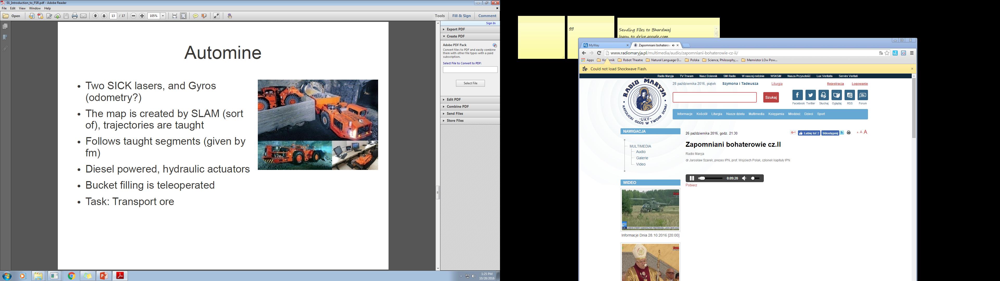 01_Introduction_to_FSR.pdf - Adobe Reader
File Edit View Window Help
Open 13 / 17 105% Tools Fill & Sign Comment
Automine
• Two SICK lasers, and Gyros
(odometry?)
• The map is created by SLAM (sort
of), trajectories are taught
• Follows taught segments (given by
fm)
• Diesel powered, hydraulic actuators
• Bucket filling is teleoperated
• Task: Transport ore
Sign In
Export PDF
Create PDF
Adobe PDF Pack
Convert files to PDF and easily combine
them with other file types with a paid
subscription.
Select File to Convert to PDF:
Select File
Edit PDF
Combine PDF
Send Files
Store Files
1:25 PM
10/28/2016
gg
Sending Files to Bhardwaj
logon to drive.google.com
MyWay Zapomniani bohaterow
www.radiomaryja.pl/multimedia/audio/zapomniani-bohaterowie-cz-ii/
Apps Robot Theatre Natural Language O... Polska Science, Philosophy,... Memristor LOw Pow...
Could not load Shockwave Flash.
Radio Maryja TV Trwam Nasz Dziennik SIM Radio W naszej rodzinie WSKSiM Nasza Przyszłość Lux Veritatis Servire Veritati
RADIO MARYJA
KATOLICKI GŁOS W TWOIM DOMU
·UKF·
28 października 2016, piątek Szymona i Tadeusza Liturgia Rejestracja Logowanie
Szukaj
Facebook Twitter Słuchaj Oglądaj RSS Forum
Informacje Kościół Liturgia Nasze dzieła Multimedia Księgarnia Młodzież Dzieci Sport
NAWIGACJA
MULTIMEDIA
Audio
Galerie
Video
WIDEO
Informacje Dnia 28.10.2016 [20:00]
26 października 2016, godz. 21:30
G+1 Lubię to! 2 Udostępnij A A A
Zapomniani bohaterowie cz.II
Radio Maryja
dr Jarosław Szarek, prezes IPN, prof. Wojciech Polak, członek kapituły IPN
0:09:20
Pobierz